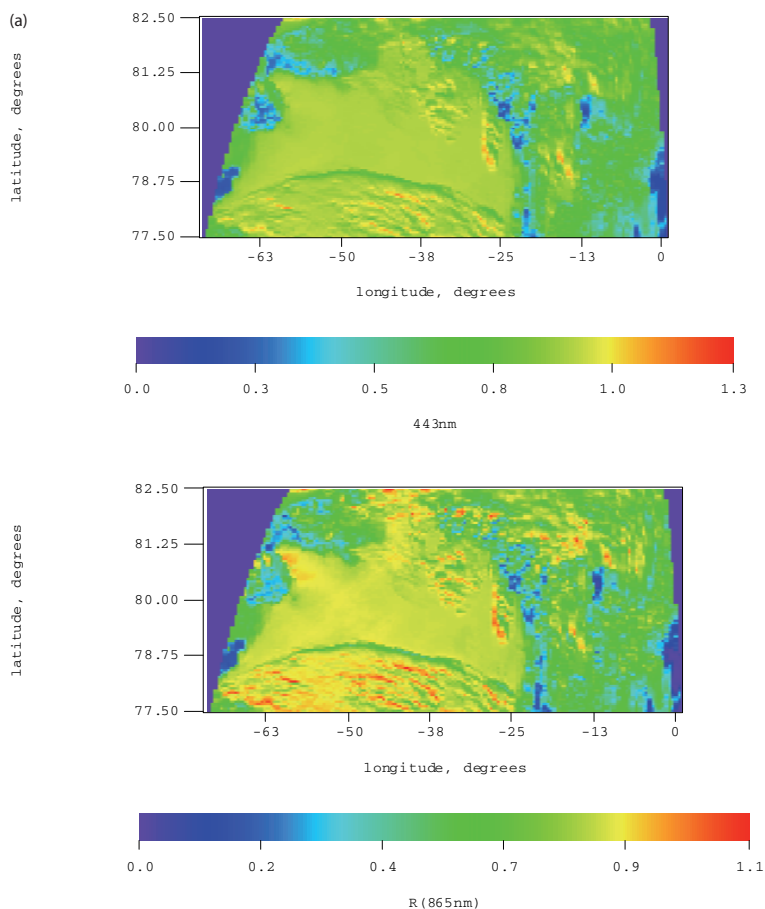 (a)
latitude, degrees
82.50
81.25
80.00
78.75
77.50
-63 -50 -38 -25 -13 0
longitude, degrees
0.0 0.3 0.5 0.8 1.0 1.3
443nm
latitude, degrees
82.50
81.25
80.00
78.75
77.50
-63 -50 -38 -25 -13 0
longitude, degrees
0.0 0.2 0.4 0.7 0.9 1.1
R(865nm)